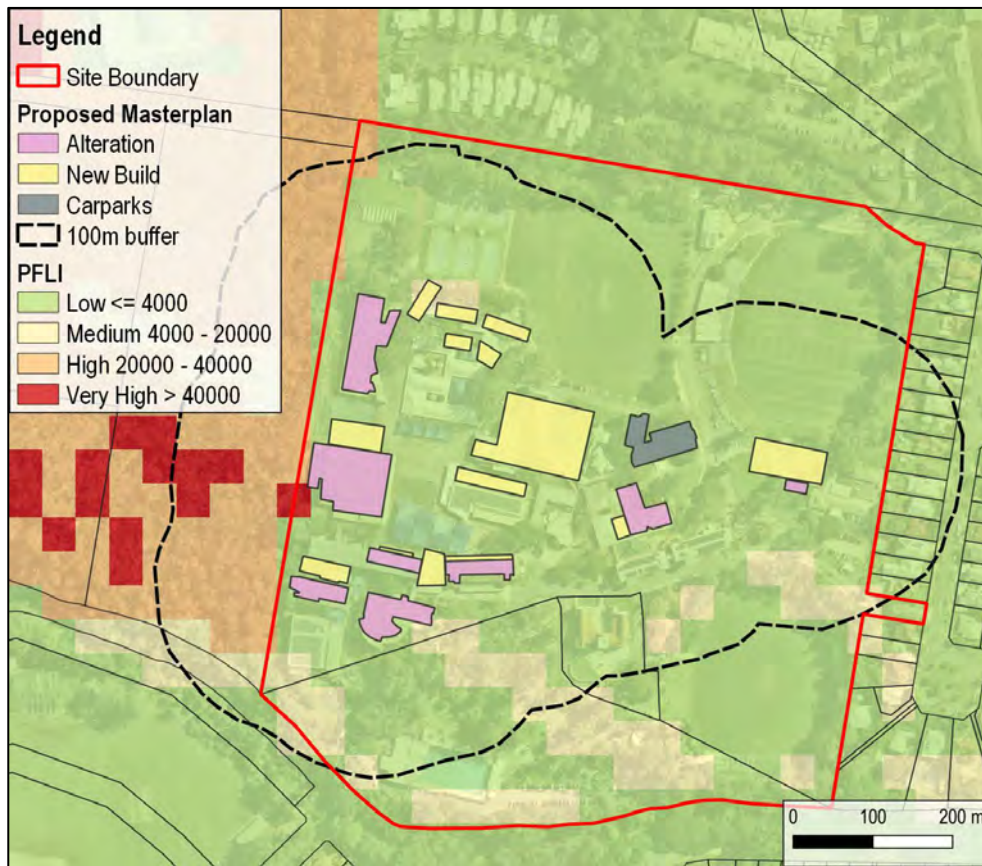 Legend
Site Boundary
Proposed Masterplan
Alteration
New Build
Carparks
100m buffer
PFLI
Low <= 4000
Medium 4000 - 20000
High 20000 - 40000
Very High > 40000
0 100 200 m